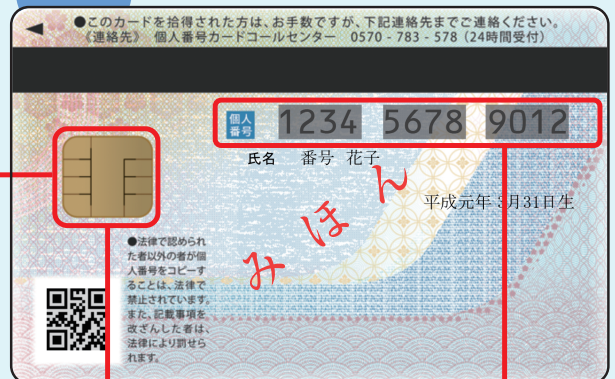 ●このカードを拾得された方は、お手数ですが、下記連絡先までご連絡ください。
《連絡先》 個人番号カードコールセンター 0570-783-578(24時間受付)
個人
番号
1234 5678 9012
氏名 番号 花子
平成元年 3月31日生
みほん
●法律で認められ
た者以外の者が個
人番号をコピーす
ることは、法律で
禁止されています。
また、記載事項を
改ざんした者は、
法律により罰せら
れます。